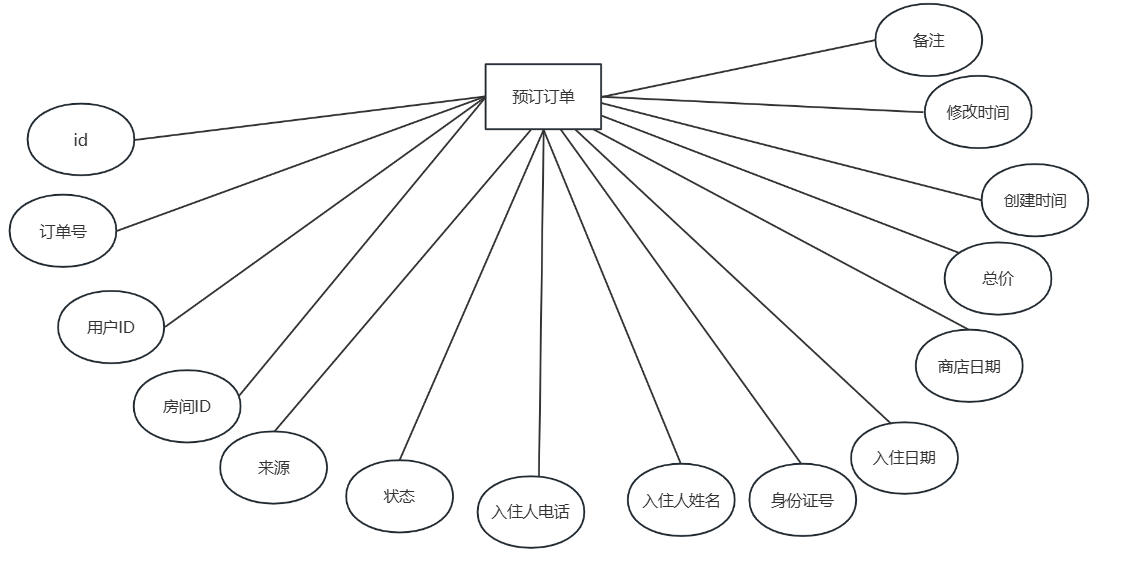 备注
预订订单
修改时间
id
创建时间
订单号
总价
用户ID
商店日期
房间ID
入住日期
来源
状态
入住人电话
入住人姓名
身份证号